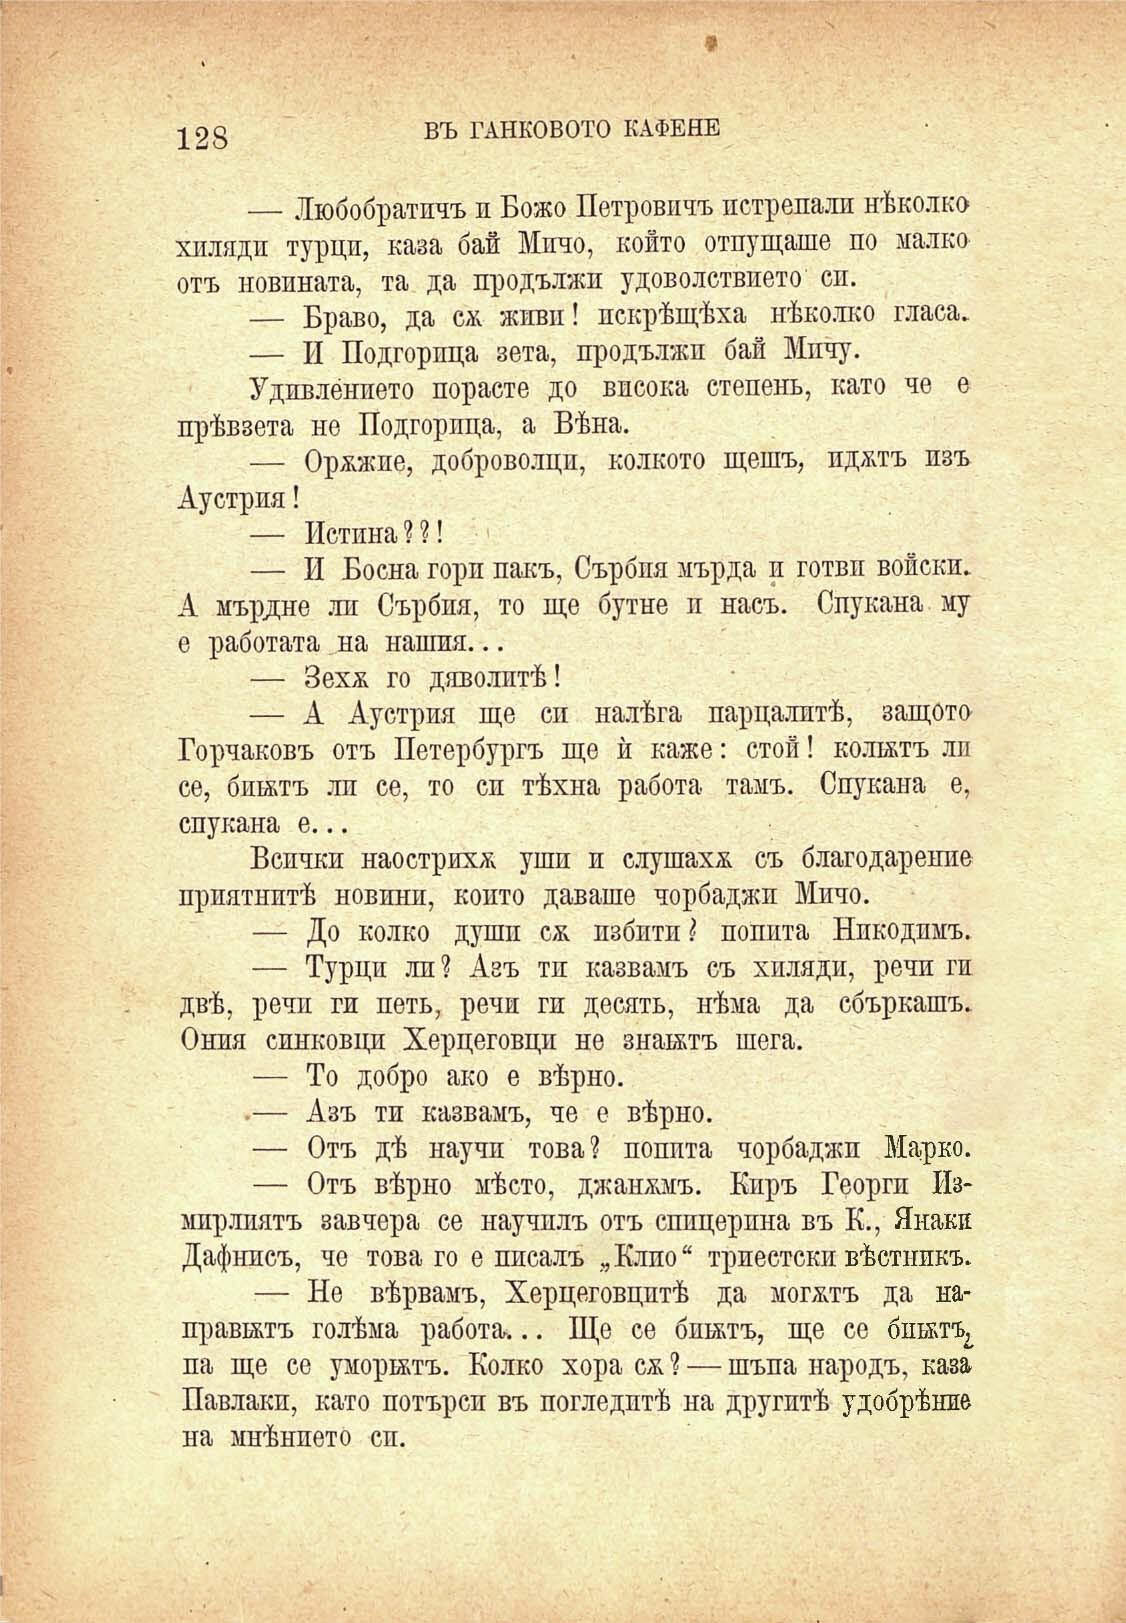 128
ВЪ ГАНКОВОТО КАФЕНЕ
— Любобратичъ и Божо Петровичъ истрепали нѣколко
хиляди турци, каза бай Мичо, който отпущаше по малко
отъ новината, та да продължи удоволствието си.
— Браво, да сѫ живи! искрѣщѣха нѣколко гласа.
— И Подгорица зета, продължи бай Мичу.
Удивлението порасте до висока степень, като че е
прѣвзета не Подгорица, а Вѣна.
— Орѫжие, доброволци, колкото щешъ, идѫтъ изъ
Аустрия!
— Истина??!
— И Босна гори пакъ, Сърбия мърда и готви войски.
А мърдне ли Сърбия, то ще бутне и насъ. Спукана му
е работата на нашия...
— Зехѫ го дяволитѣ!
— А Аустрия ще си налѣга парцалитѣ, защото
Горчаковъ отъ Петербургъ ще ѝ каже: стой! колѭтъ ли
се, биѭтъ ли се, то си тѣхна работа тамъ. Спукана е,
спукана е...
Всички наострихѫ уши и слушахѫ съ благодарение
приятнитѣ новини, които даваше чорбаджи Мичо.
— До колко души сѫ избити? попита Никодимъ.
— Турци ли? Азъ ти казвамъ съ хиляди, речи ги
двѣ, речи ги петь, речи ги десять, нѣма да сбъркашъ.
Ония синковци Херцеговци не знаѭтъ шега.
— То добро ако е вѣрно.
— Азъ ти казвамъ, че е вѣрно.
— Отъ дѣ научи това? попита чорбаджи Марко.
— Отъ вѣрно мѣсто, джанѫмъ. Киръ Георги Из-
мирлиятъ завчера се научилъ отъ спицерина въ К., Янаки
Дафнисъ, че това го е писалъ „Клио“ триестски вѣстникъ.
— Не вѣрвамъ, Херцеговцитѣ да могѫтъ да на-
правѭтъ голѣма работа... Ще се биѭтъ, ще се биѭтъ,
па ще се уморѭтъ. Колко хора сѫ? — шъпа народъ, каза
Павлаки, като потърси въ погледитѣ на другитѣ удобрѣние
на мнѣнието си.